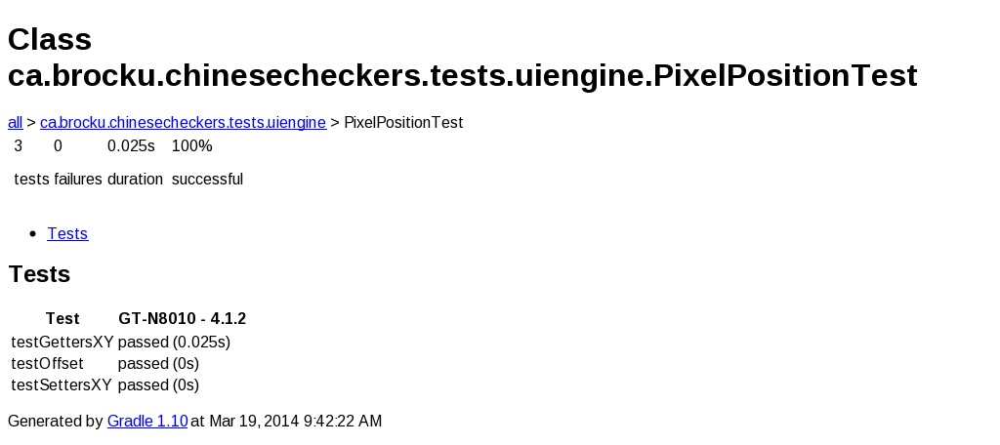 Class
ca.brocku.chinesecheckers.tests.uiengine.PixelPositionTest
all > ca.brocku.chinesecheckers.tests.uiengine > PixelPositionTest
3 0 0.025s 100%
tests failures duration successful
• Tests
Tests
Test GT-N8010 - 4.1.2
testGettersXY passed (0.025s)
testOffset passed (0s)
testSettersXY passed (0s)
Generated by Gradle 1.10 at Mar 19, 2014 9:42:22 AM